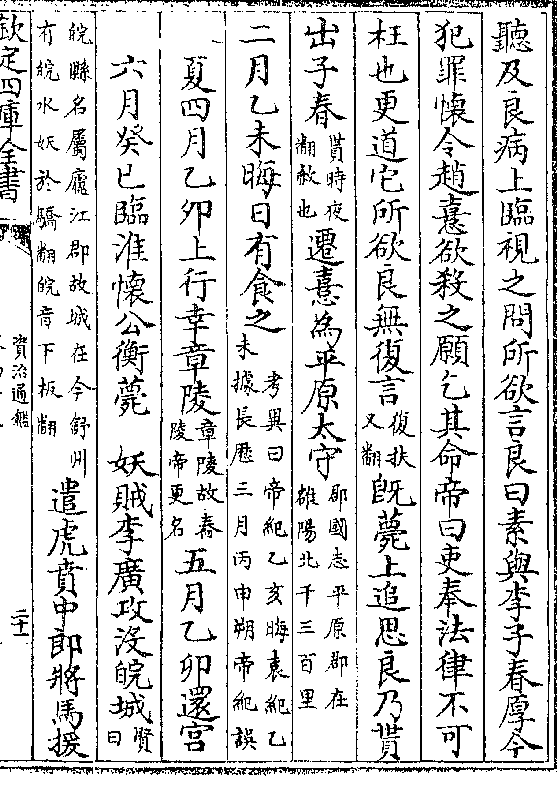 聽及良病上臨視之問所欲言良曰素與李子春厚今
犯罪懷令趙憙欲殺之願乞其命帝曰吏奉法律不可
枉也更道它所欲良無復言復扶又翻旣薨上追思良乃貰
出子春貰時夜翻赦也遷憙為平原太守郡國志平原郡在雒陽北千三百里
二月乙未晦日有食之考異曰帝紀乙亥晦袁紀乙未據長厯三月丙申朔帝紀誤
夏四月乙卯上行幸章陵章陵故舂陵帝更名五月乙卯還宮
六月癸巳臨淮懷公衡薨 妖賊李廣攻没皖城賢曰
皖縣名屬廬江郡故城在今舒州有皖水妖於驕翻皖音下板翻遣虎賁中郎將馬援
欽定四庫全書
資治通鑑
二十一